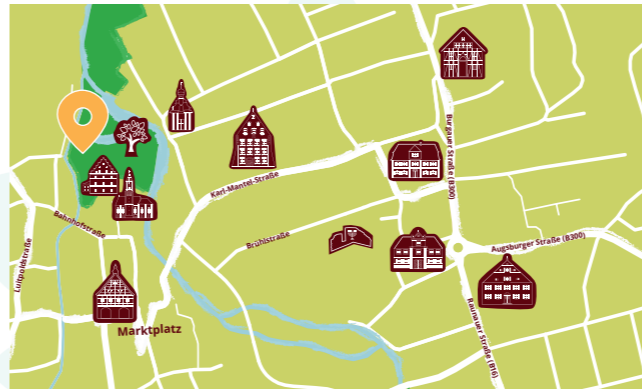 Burgauer Straße (B300)
Karl-Mantel-Straße
Bahnhofstraße
Brühlstraße
Augsburger Straße (B300)
Luitpoldstraße
Marktplatz
Raunauer Straße (B16)